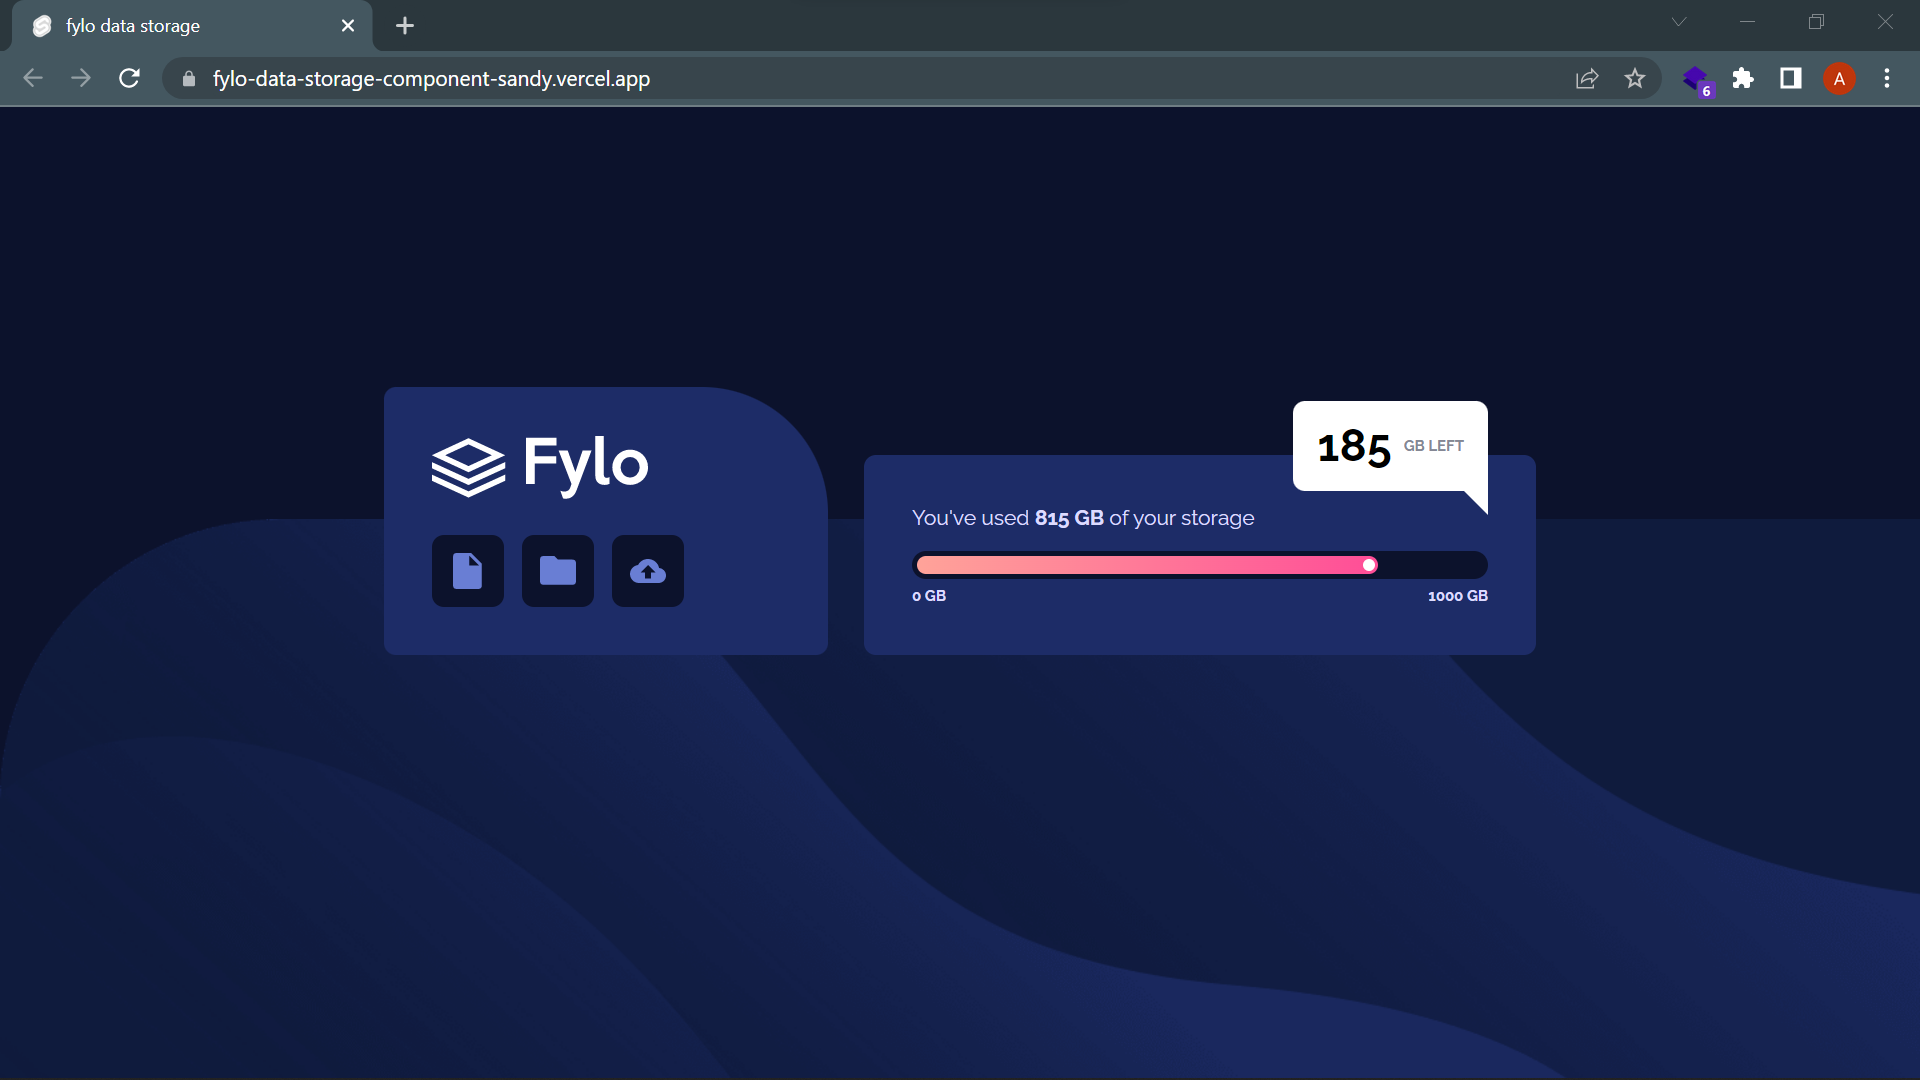 fylo data storage
fylo-data-storage-component-sandy.vercel.app
6
A
Fylo
185 GB LEFT
You've used 815 GB of your storage
0 GB
1000 GB